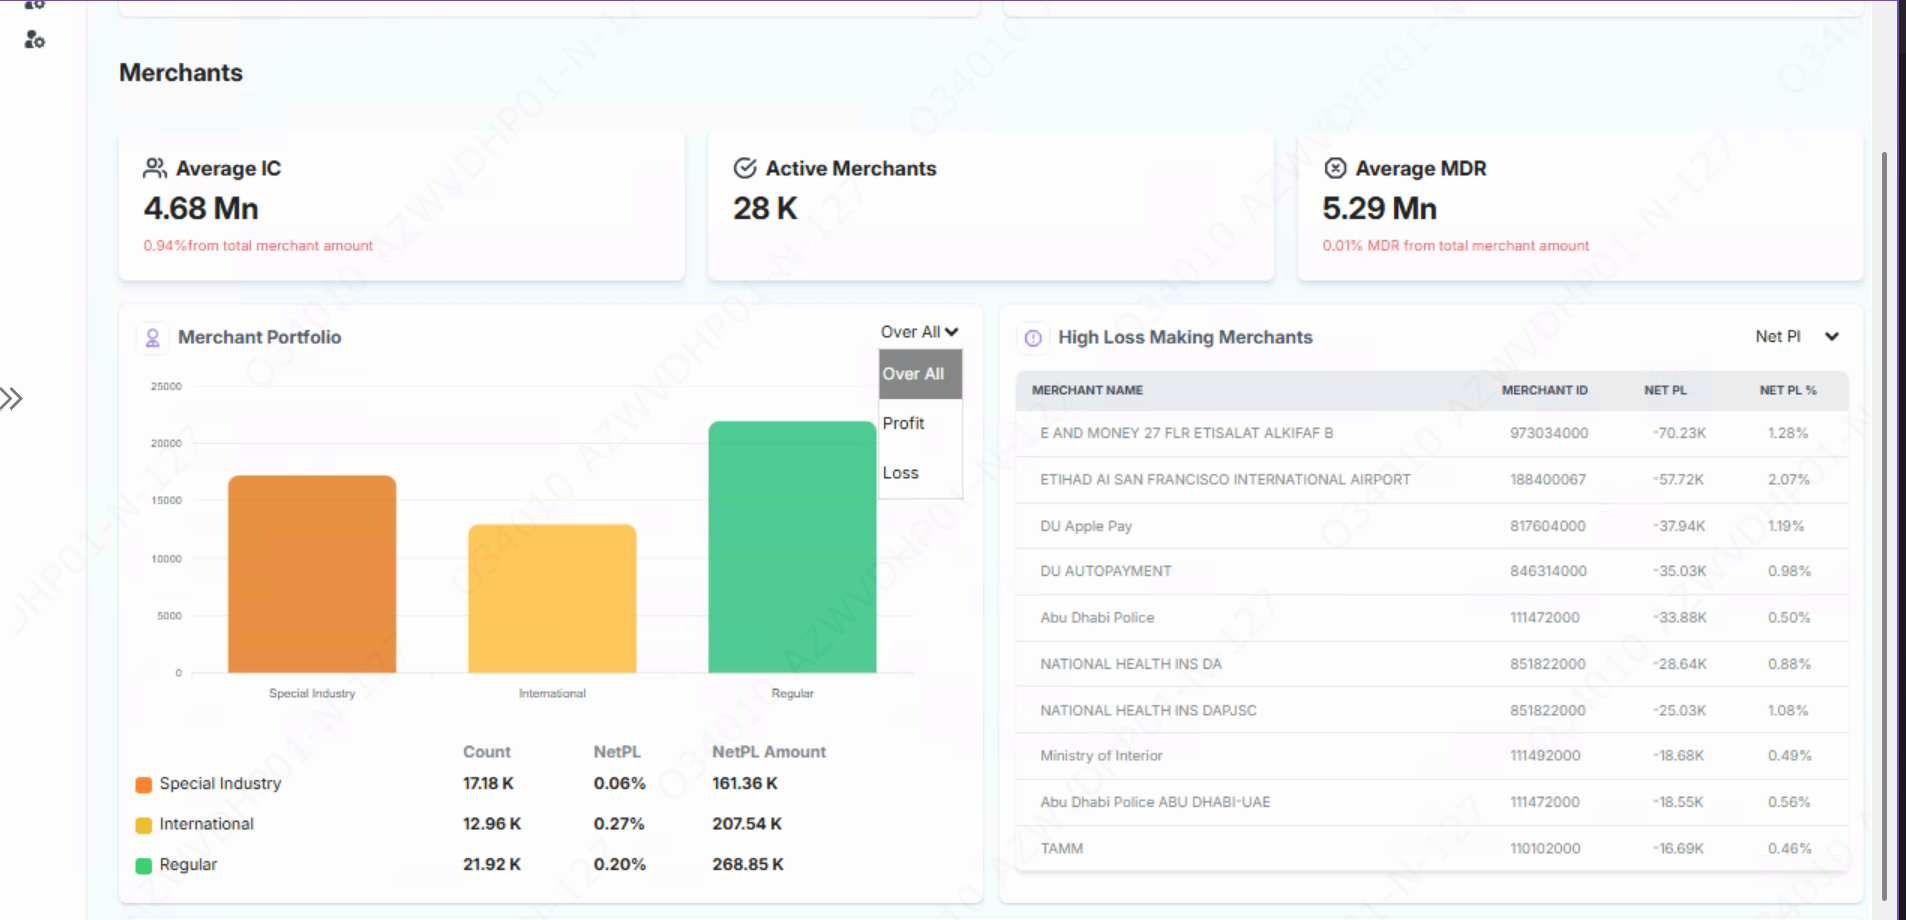 Merchants
Average IC
4.68 Mn
0.94%from total merchant amount
Active Merchants
28 K
Average MDR
5.29 Mn
0.01% MDR from total merchant amount
Merchant Portfolio
Over All
Over All
Profit
Loss
25000
20000
15000
10000
5000
0
Special Industry International Regular
Count NetPL NetPL Amount
Special Industry 17.18 K 0.06% 161.36 K
International 12.96 K 0.27% 207.54 K
Regular 21.92 K 0.20% 268.85 K
High Loss Making Merchants
Net Pl
MERCHANT NAME MERCHANT ID NET PL NET PL %
E AND MONEY 27 FLR ETISALAT ALKIFAF B 973034000 -70.23K 1.28%
ETIHAD AI SAN FRANCISCO INTERNATIONAL AIRPORT 188400067 -57.72K 2.07%
DU Apple Pay 817604000 -37.94K 1.19%
DU AUTOPAYMENT 846314000 -35.03K 0.98%
Abu Dhabi Police 111472000 -33.88K 0.50%
NATIONAL HEALTH INS DA 851822000 -28.64K 0.88%
NATIONAL HEALTH INS DAPJSC 851822000 -25.03K 1.08%
Ministry of Interior 111492000 -18.68K 0.49%
Abu Dhabi Police ABU DHABI-UAE 111472000 -18.55K 0.56%
TAMM 110102000 -16.69K 0.46%
O34010 AZWVDHP01-N-127